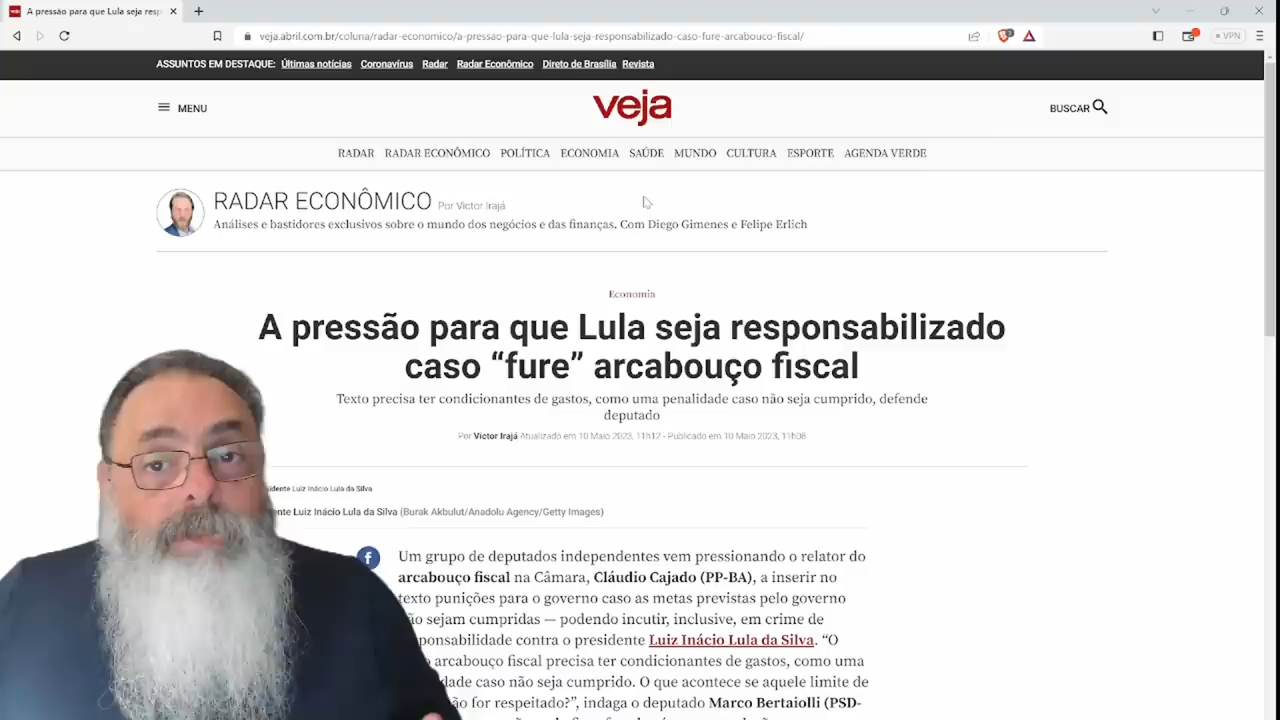 A pressão para que Lula seja resp
veja.abril.com.br/coluna/radar-economico/a-pressao-para-que-lula-seja-responsabilizado-caso-fure-arcabouco-fiscal/
VPN
ASSUNTOS EM DESTAQUE: Últimas notícias Coronavírus Radar Radar Econômico Direto de Brasília Revista
MENU
veja
BUSCAR
RADAR RADAR ECONÔMICO POLÍTICA ECONOMIA SAÚDE MUNDO CULTURA ESPORTE AGENDA VERDE
RADAR ECONÔMICO Por Victor Irajá
Análises e bastidores exclusivos sobre o mundo dos negócios e das finanças. Com Diego Gimenes e Felipe Erlich
Economia
A pressão para que Lula seja responsabilizado
caso “fure” arcabouço fiscal
Texto precisa ter condicionantes de gastos, como uma penalidade caso não seja cumprido, defende
deputado
Por Victor Irajá Atualizado em 10 Maio 2023, 11h12 - Publicado em 10 Maio 2023, 11h08
idente Luiz Inácio Lula da Silva
ente Luiz Inácio Lula da Silva (Burak Akbulut/Anadolu Agency/Getty Images)
f
Um grupo de deputados independentes vem pressionando o relator do
arcabouço fiscal na Câmara, Cláudio Cajado (PP-BA), a inserir no
texto punições para o governo caso as metas previstas pelo governo
o sejam cumpridas — podendo incutir, inclusive, em crime de
ponsabilidade contra o presidente Luiz Inácio Lula da Silva. “O
arcabouço fiscal precisa ter condicionantes de gastos, como uma
dade caso não seja cumprido. O que acontece se aquele limite de
ão for respeitado?”, indaga o deputado Marco Bertaiolli (PSD-